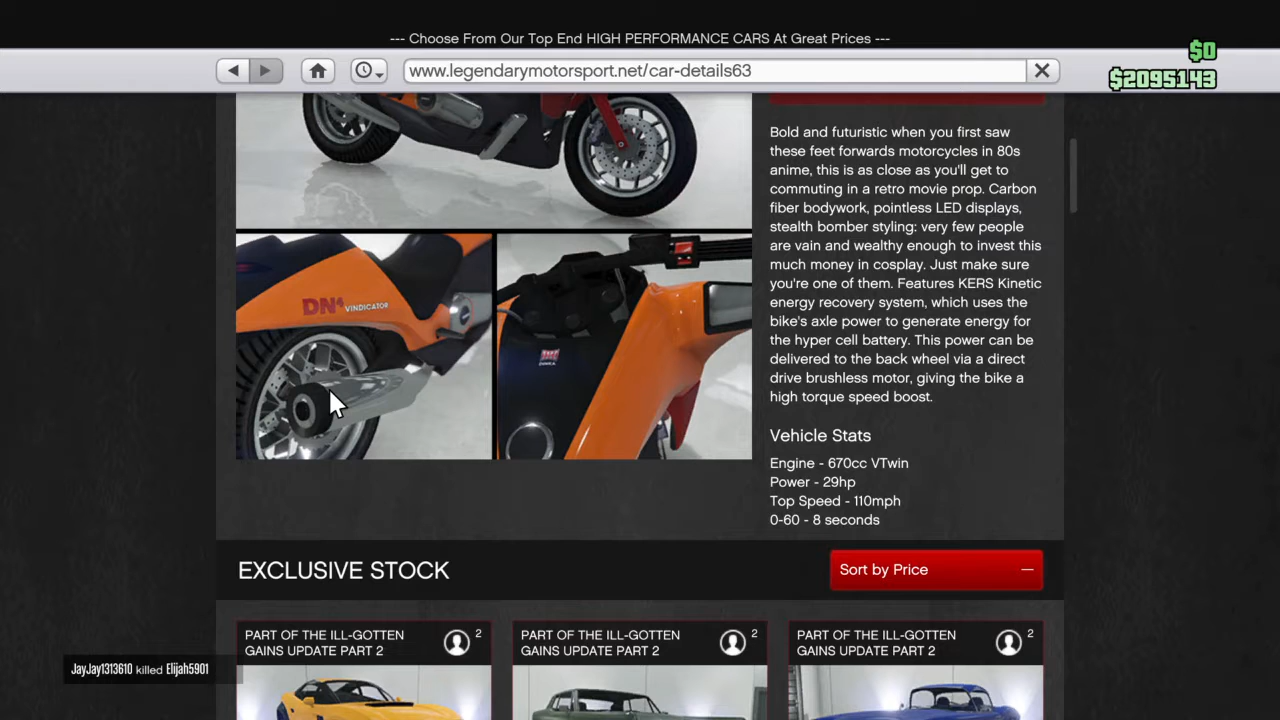 --- Choose From Our Top End HIGH PERFORMANCE CARS At Great Prices ---
$0
www.legendarymotorsport.net/car-details63
$2095143
Bold and futuristic when you first saw
these feet forwards motorcycles in 80s
anime, this is as close as you'll get to
commuting in a retro movie prop. Carbon
fiber bodywork, pointless LED displays,
stealth bomber styling: very few people
are vain and wealthy enough to invest this
much money in cosplay. Just make sure
you're one of them. Features KERS Kinetic
energy recovery system, which uses the
bike's axle power to generate energy for
the hyper cell battery. This power can be
delivered to the back wheel via a direct
drive brushless motor, giving the bike a
high torque speed boost.
DN1 VINDICATOR
Vehicle Stats
Engine - 670cc VTwin
Power - 29hp
Top Speed - 110mph
0-60 - 8 seconds
EXCLUSIVE STOCK
Sort by Price
PART OF THE ILL-GOTTEN
GAINS UPDATE PART 2
2
PART OF THE ILL-GOTTEN
GAINS UPDATE PART 2
2
PART OF THE ILL-GOTTEN
GAINS UPDATE PART 2
2
JayJay1313610 killed Elijah5901